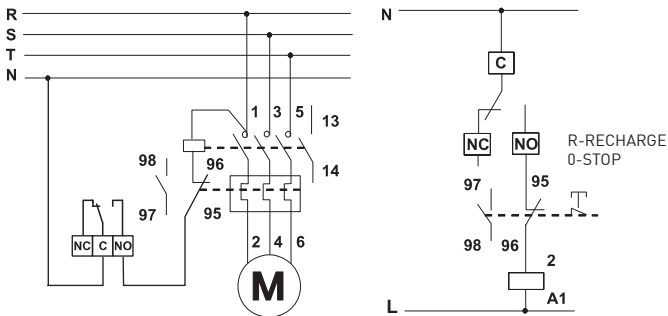 R
S
T
N
1 3 5 13
14
98
96
97
95
NC C NO
2 4 6
M
N
C
NC NO
R-RECHARGE
0-STOP
97 95
98 96
2
A1
L